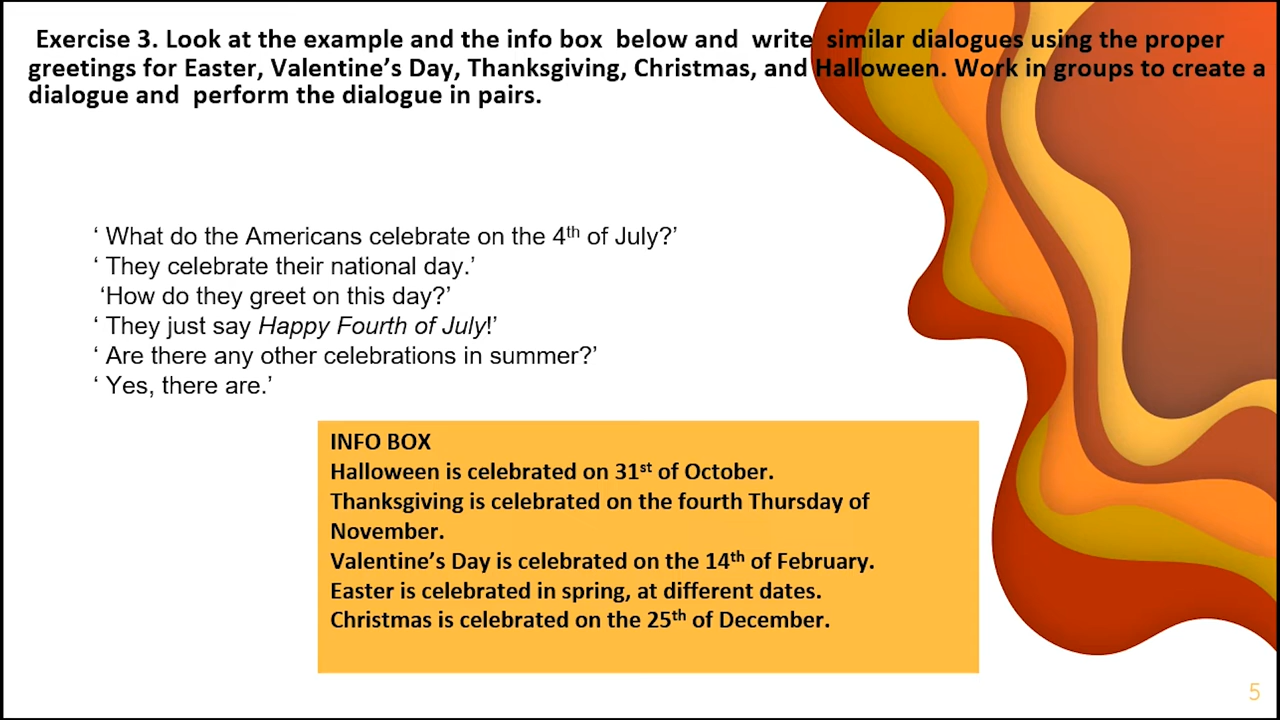 Exercise 3. Look at the example and the info box below and write similar dialogues using the proper
greetings for Easter, Valentine’s Day, Thanksgiving, Christmas, and Halloween. Work in groups to create a
dialogue and perform the dialogue in pairs.
‘ What do the Americans celebrate on the 4th of July?’
‘ They celebrate their national day.’
‘How do they greet on this day?’
‘ They just say Happy Fourth of July!’
‘ Are there any other celebrations in summer?’
‘ Yes, there are.’
INFO BOX
Halloween is celebrated on 31st of October.
Thanksgiving is celebrated on the fourth Thursday of
November.
Valentine’s Day is celebrated on the 14th of February.
Easter is celebrated in spring, at different dates.
Christmas is celebrated on the 25th of December.
5